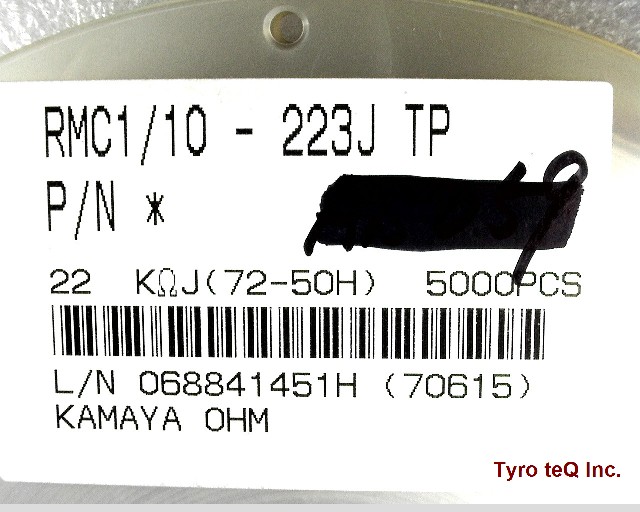 RMC1/10 - 223J TP
P/N *
22 KΩJ(72-50H) 5000PCS
L/N 068841451H (70615)
KAMAYA OHM
Tyro teQ Inc.